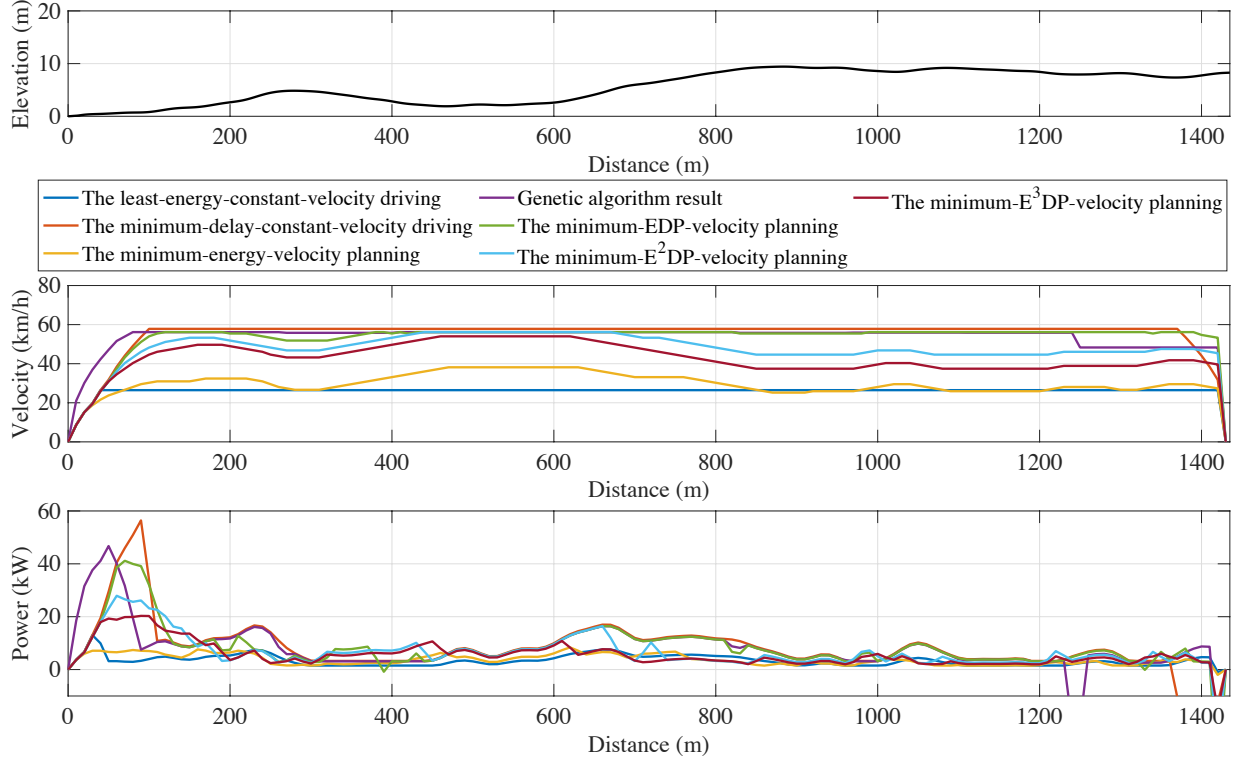 Elevation (m)
20
10
0
0 200 400 600 800 1000 1200 1400
Distance (m)
The least-energy-constant-velocity driving
The minimum-delay-constant-velocity driving
The minimum-energy-velocity planning
Genetic algorithm result
The minimum-EDP-velocity planning
The minimum-E²DP-velocity planning
The minimum-E³DP-velocity planning
Velocity (km/h)
80
60
40
20
0
0 200 400 600 800 1000 1200 1400
Distance (m)
Power (kW)
60
40
20
0
0 200 400 600 800 1000 1200 1400
Distance (m)